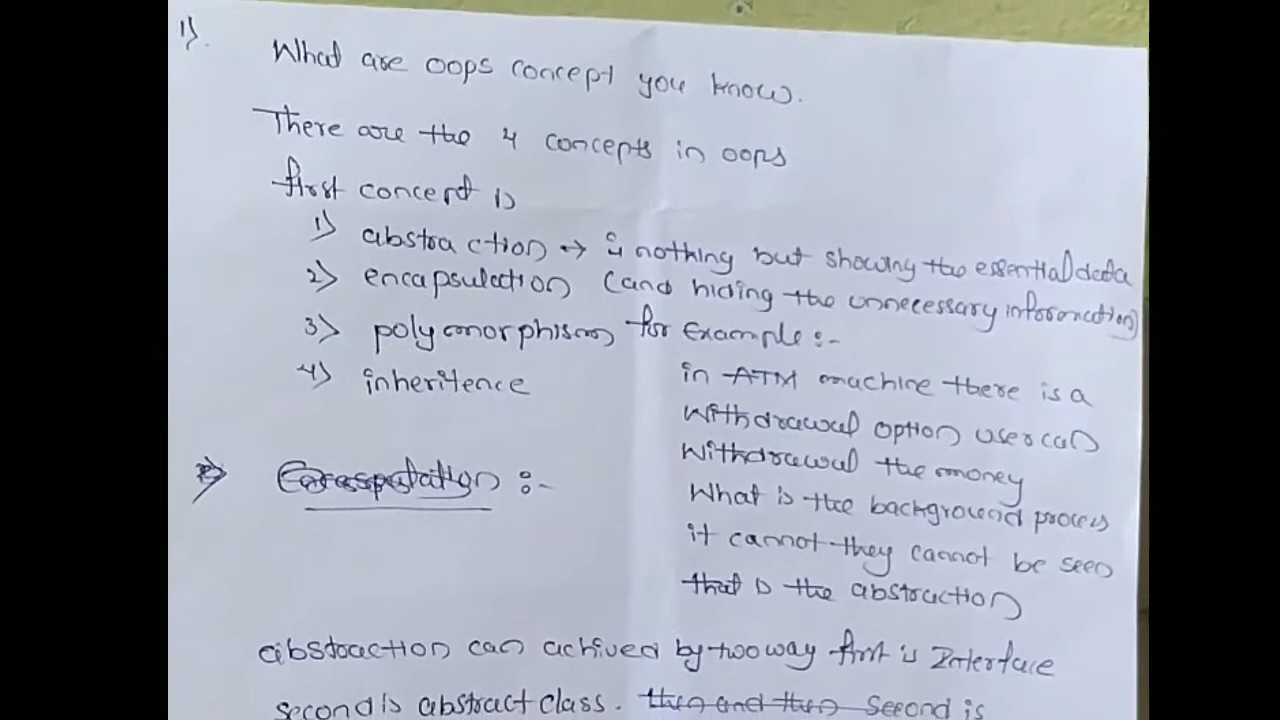 1).
What are oops concept you know.
There are the 4 concepts in oops
first concept is
1) abstraction → is nothing but showing the essential data
2) encapsulation (and hiding the unnecessary information)
3) polymorphism for Example :-
4) inheritence
in ATM machine there is a
withdrawal option user can
withdrawal the money
What is the background process
it cannot they cannot be seen
that is the abstraction
:-
abstraction can achived by two way first is Interface
second is abstract class. then and then Second is